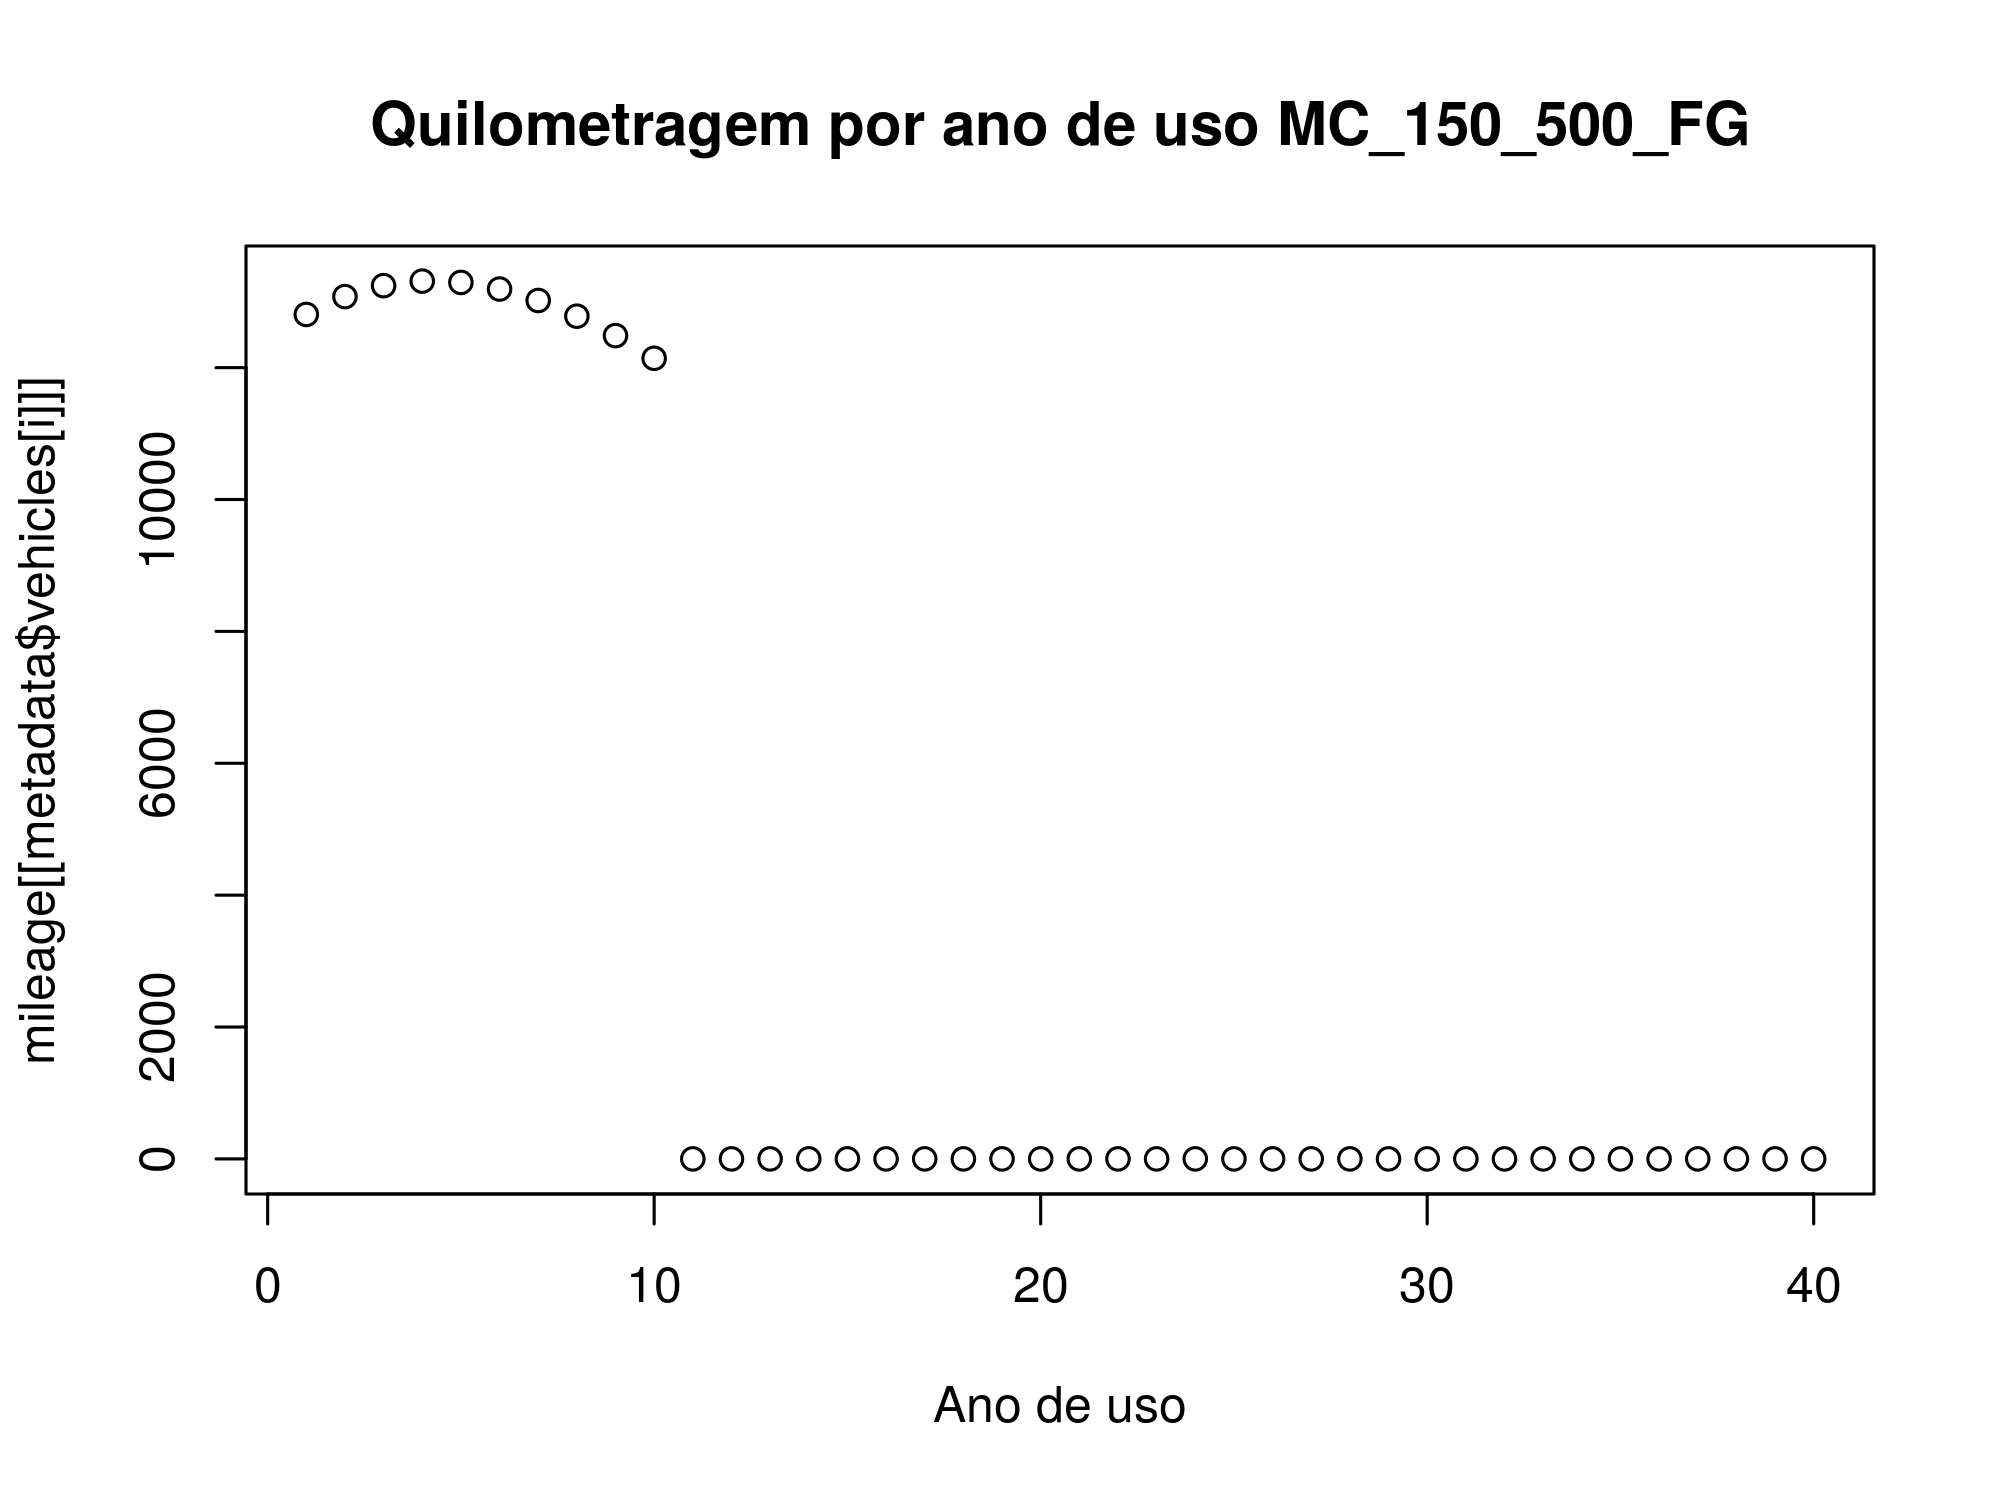 Quilometragem por ano de uso MC_150_500_FG
mileage[[metadata$vehicles[i]]]
10000
6000
2000
0
0 10 20 30 40
Ano de uso